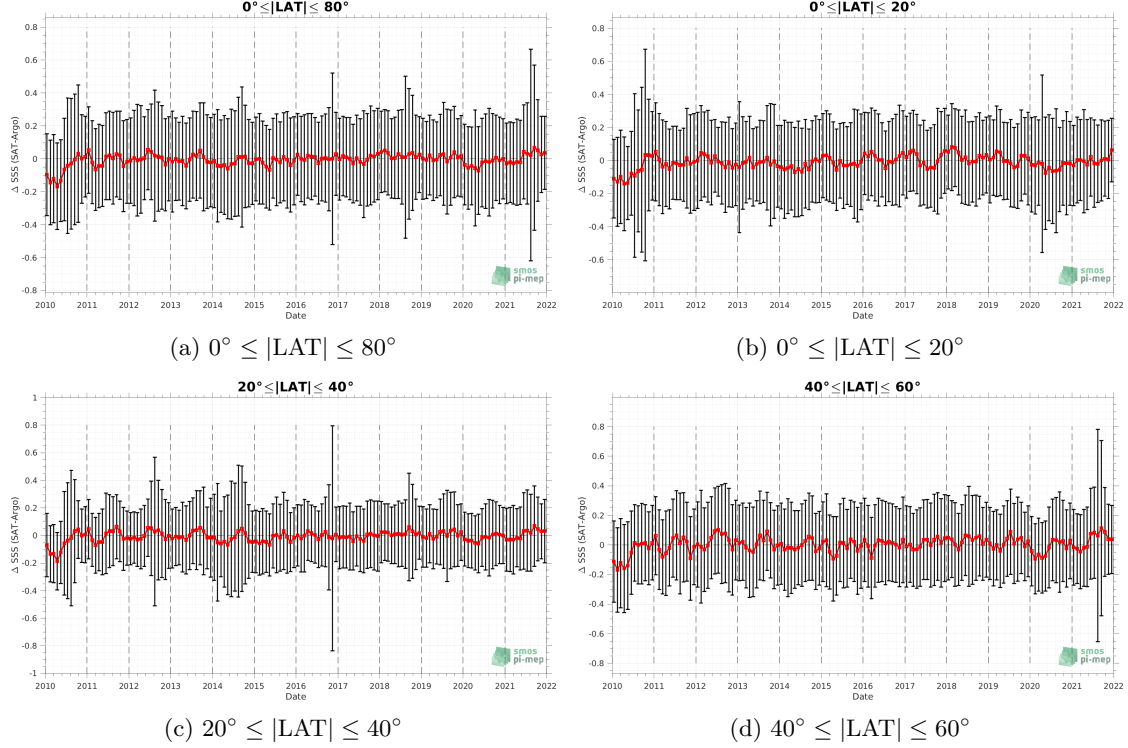 0°≤|LAT|≤ 80°
Δ SSS (SAT-Argo)
0.8
0.6
0.4
0.2
0
-0.2
-0.4
-0.6
-0.8
2010 2011 2012 2013 2014 2015 2016 2017 2018 2019 2020 2021 2022
Date
smos
pi-mep
(a) 0° ≤ |LAT| ≤ 80°
0°≤|LAT|≤ 20°
Δ SSS (SAT-Argo)
0.8
0.6
0.4
0.2
0
-0.2
-0.4
-0.6
2010 2011 2012 2013 2014 2015 2016 2017 2018 2019 2020 2021 2022
Date
smos
pi-mep
(b) 0° ≤ |LAT| ≤ 20°
20°≤|LAT|≤ 40°
Δ SSS (SAT-Argo)
1
0.8
0.6
0.4
0.2
0
-0.2
-0.4
-0.6
-0.8
-1
2010 2011 2012 2013 2014 2015 2016 2017 2018 2019 2020 2021 2022
Date
smos
pi-mep
(c) 20° ≤ |LAT| ≤ 40°
40°≤|LAT|≤ 60°
Δ SSS (SAT-Argo)
0.8
0.6
0.4
0.2
0
-0.2
-0.4
-0.6
-0.8
2010 2011 2012 2013 2014 2015 2016 2017 2018 2019 2020 2021 2022
Date
smos
pi-mep
(d) 40° ≤ |LAT| ≤ 60°